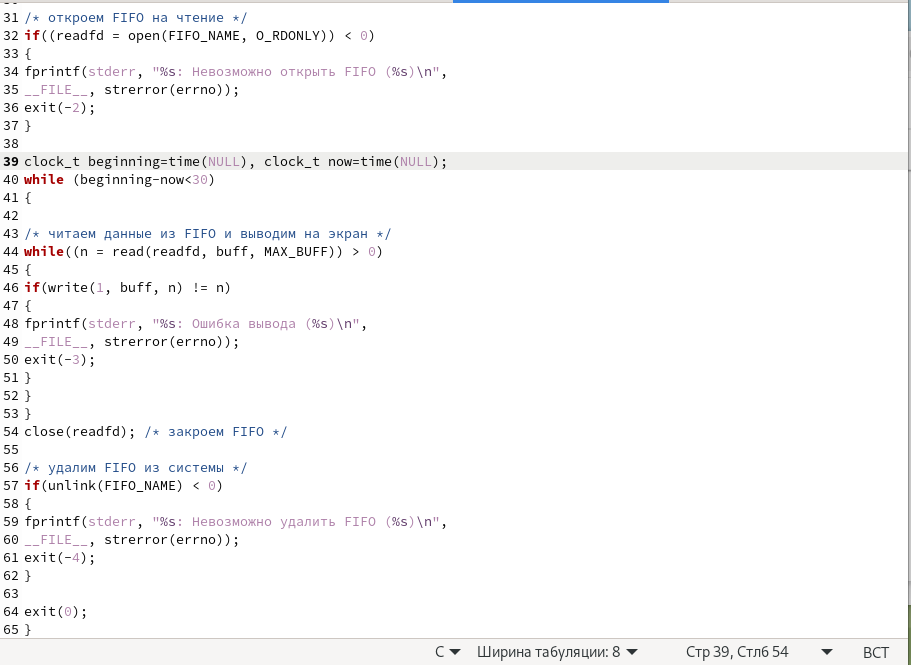 31 /* откроем FIFO на чтение */
32 if((readfd = open(FIFO_NAME, O_RDONLY)) < 0)
33 {
34 fprintf(stderr, "%s: Невозможно открыть FIFO (%s)\n",
35 __FILE__, strerror(errno));
36 exit(-2);
37 }
38
39 clock_t beginning=time(NULL), clock_t now=time(NULL);
40 while (beginning-now<30)
41 {
42
43 /* читаем данные из FIFO и выводим на экран */
44 while((n = read(readfd, buff, MAX_BUFF)) > 0)
45 {
46 if(write(1, buff, n) != n)
47 {
48 fprintf(stderr, "%s: Ошибка вывода (%s)\n",
49 __FILE__, strerror(errno));
50 exit(-3);
51 }
52 }
53 }
54 close(readfd); /* закроем FIFO */
55
56 /* удалим FIFO из системы */
57 if(unlink(FIFO_NAME) < 0)
58 {
59 fprintf(stderr, "%s: Невозможно удалить FIFO (%s)\n",
60 __FILE__, strerror(errno));
61 exit(-4);
62 }
63
64 exit(0);
65 }
C Ширина табуляции: 8 Стр 39, Стлб 54 ВСТ